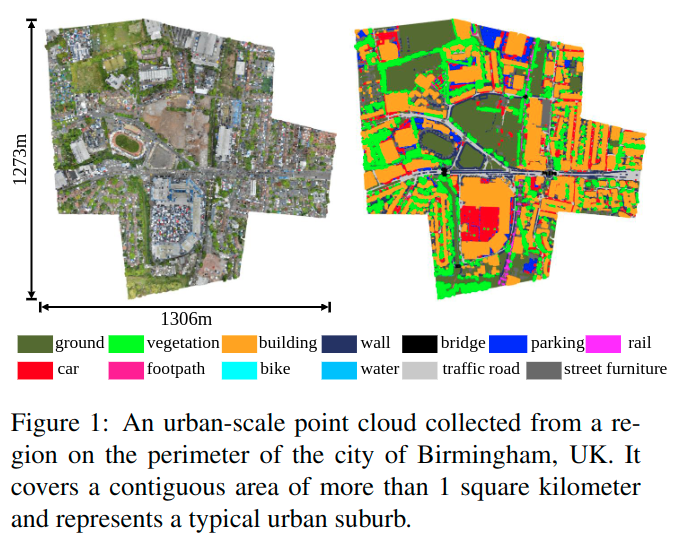 1273m
1306m
ground vegetation building wall bridge parking rail
car footpath bike water traffic road street furniture
Figure 1: An urban-scale point cloud collected from a re-
gion on the perimeter of the city of Birmingham, UK. It
covers a contiguous area of more than 1 square kilometer
and represents a typical urban suburb.